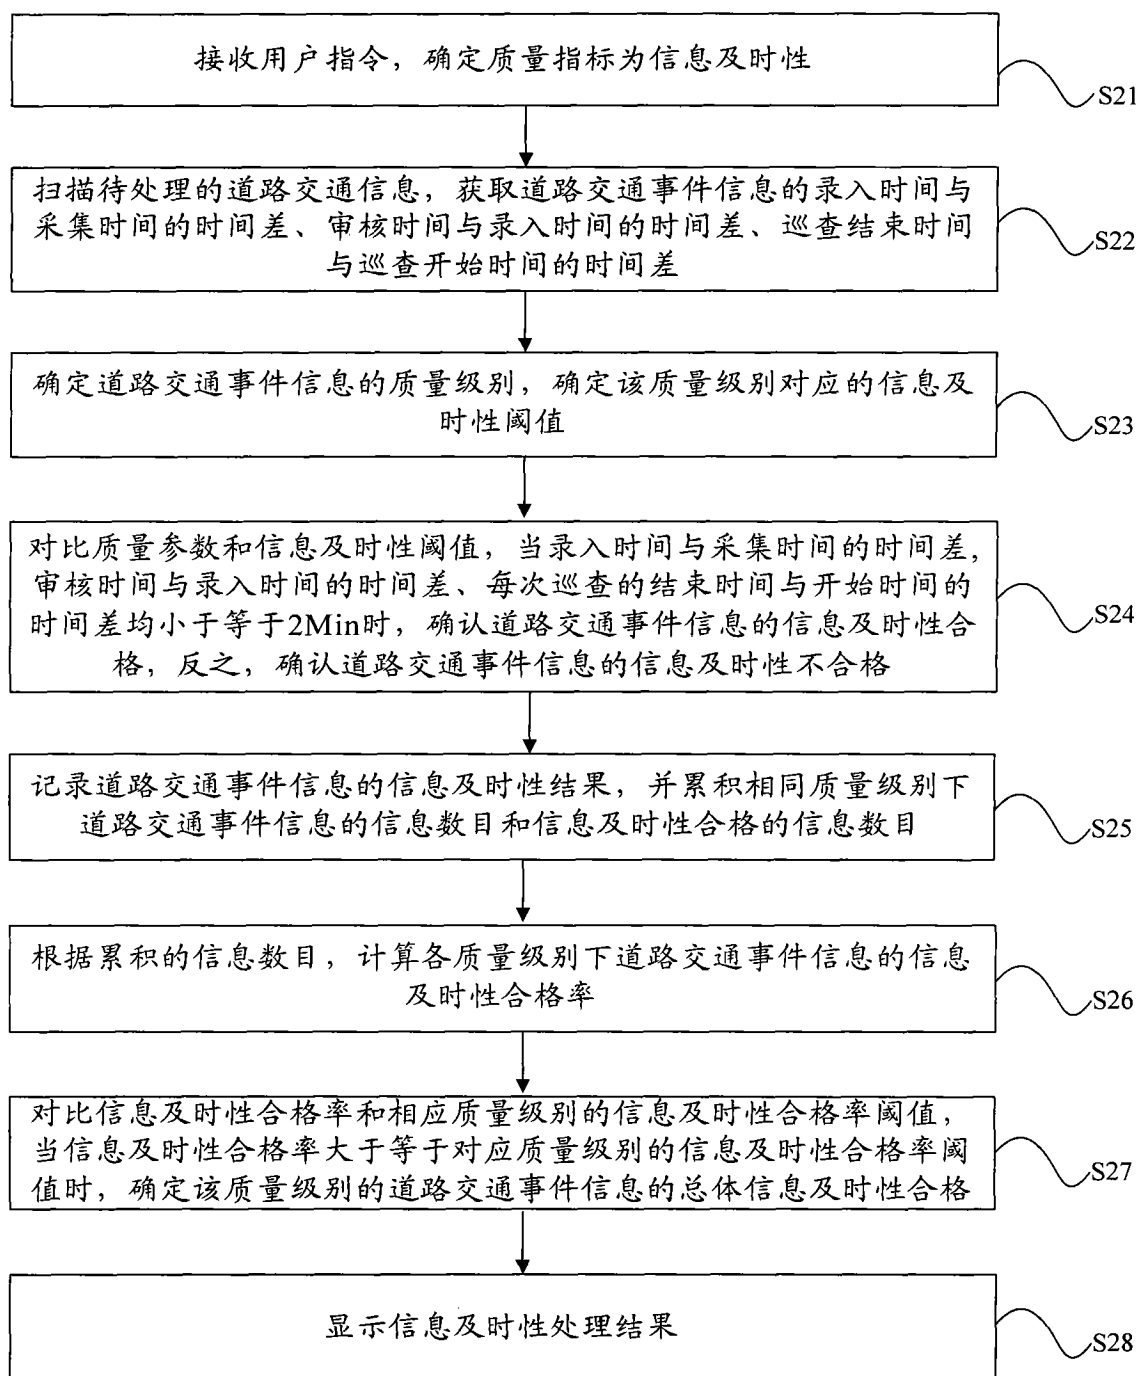 接收用户指令，确定质量指标为信息及时性
S21
扫描待处理的道路交通信息，获取道路交通事件信息的录入时间与
采集时间的时间差、审核时间与录入时间的时间差、巡查结束时间
与巡查开始时间的时间差
S22
确定道路交通事件信息的质量级别，确定该质量级别对应的信息及
时性阈值
S23
对比质量参数和信息及时性阈值，当录入时间与采集时间的时间差，
审核时间与录入时间的时间差、每次巡查的结束时间与开始时间的
时间差均小于等于2Min时，确认道路交通事件信息的信息及时性合
格，反之，确认道路交通事件信息的信息及时性不合格
S24
记录道路交通事件信息的信息及时性结果，并累积相同质量级别下
道路交通事件信息的信息数目和信息及时性合格的信息数目
S25
根据累积的信息数目，计算各质量级别下道路交通事件信息的信息
及时性合格率
S26
对比信息及时性合格率和相应质量级别的信息及时性合格率阈值，
当信息及时性合格率大于等于对应质量级别的信息及时性合格率阈
值时，确定该质量级别的道路交通事件信息的总体信息及时性合格
S27
显示信息及时性处理结果
S28